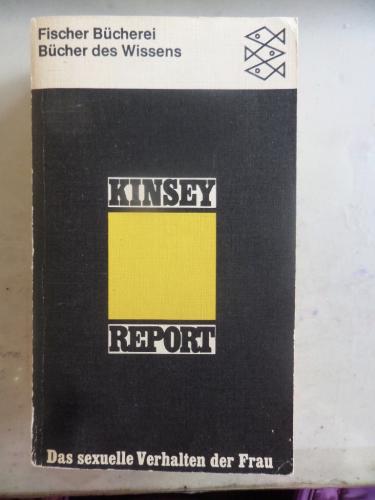 Fischer Bücherei
Bücher des Wissens
KINSEY
REPORT
Das sexuelle Verhalten der Frau